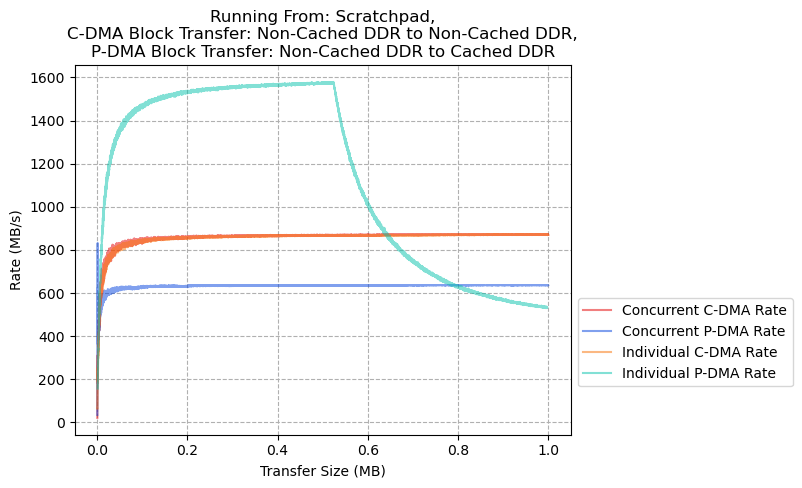 Running From: Scratchpad,
C-DMA Block Transfer: Non-Cached DDR to Non-Cached DDR,
P-DMA Block Transfer: Non-Cached DDR to Cached DDR
1600
1400
1200
1000
800
600
400
200
0
Rate (MB/s)
0.0 0.2 0.4 0.6 0.8 1.0
Transfer Size (MB)
Concurrent C-DMA Rate
Concurrent P-DMA Rate
Individual C-DMA Rate
Individual P-DMA Rate